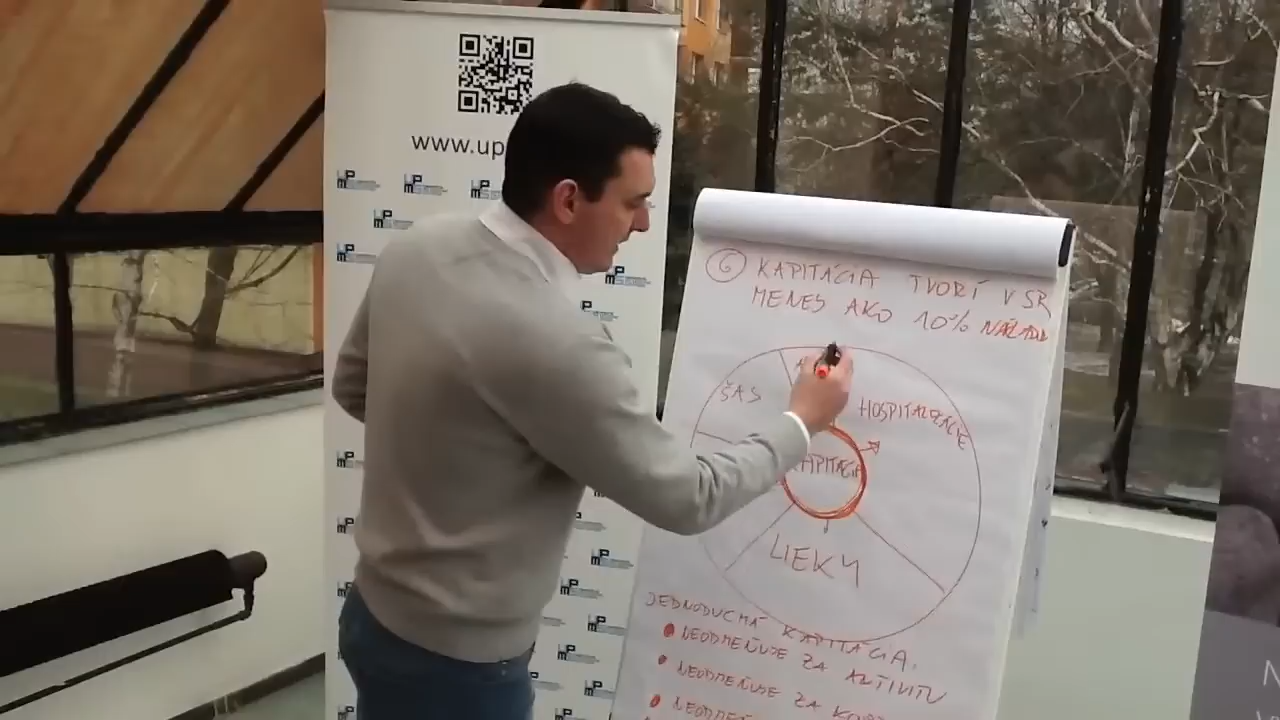 www.up
6 KAPITÁCIA TVORÍ V SR
MENEJ AKO 10% NÁKLADOV
ŠAS
HOSPITALIZÁCIE
KAPITÁCIA
LIEKY
JEDNODUCHÁ KAPITÁCIA
NEODMEŇUJE ZA AKTIVITU
NEODMEŇUJE ZA